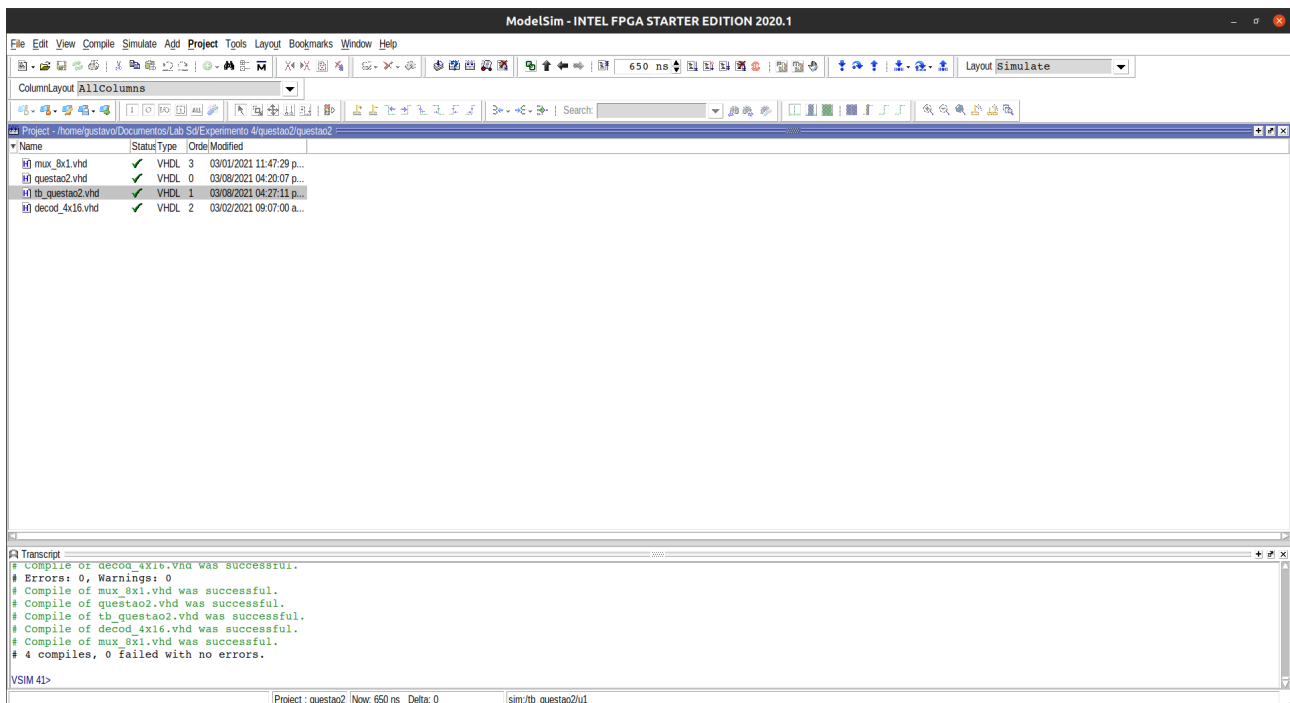 ModelSim - INTEL FPGA STARTER EDITION 2020.1
File Edit View Compile Simulate Add Project Tools Layout Bookmarks Window Help
650 ns Layout Simulate
ColumnLayout AllColumns
Search:
Project - /home/gustavo/Documentos/Lab Sd/Experimento 4/questao2/questao2
Name Status Type Orde Modified
mux_8x1.vhd VHDL 3 03/01/2021 11:47:29 p...
questao2.vhd VHDL 0 03/08/2021 04:20:07 p...
tb_questao2.vhd VHDL 1 03/08/2021 04:27:11 p...
decod_4x16.vhd VHDL 2 03/02/2021 09:07:00 a...
Transcript
# Compile of decod_4x16.vhd was successful.
# Errors: 0, Warnings: 0
# Compile of mux_8x1.vhd was successful.
# Compile of questao2.vhd was successful.
# Compile of tb_questao2.vhd was successful.
# Compile of decod_4x16.vhd was successful.
# Compile of mux_8x1.vhd was successful.
# 4 compiles, 0 failed with no errors.
VSIM 41>
Project : questao2 Now: 650 ns Delta: 0 sim:/tb_questao2/u1